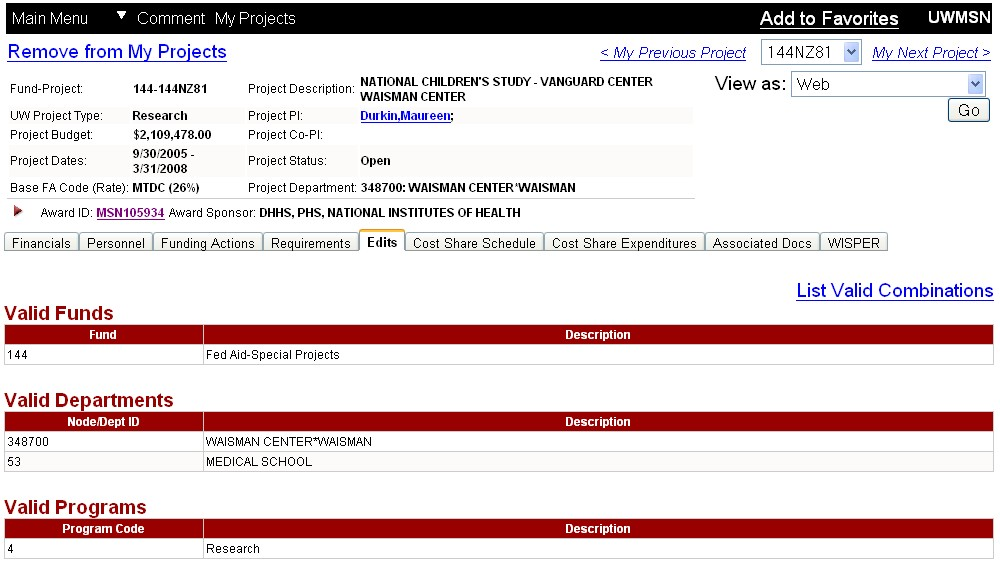 Main Menu ▼ Comment My Projects Add to Favorites UWMSN
Remove from My Projects < My Previous Project 144NZ81 My Next Project >
Fund-Project: 144-144NZ81 Project Description: NATIONAL CHILDREN'S STUDY - VANGUARD CENTER
WAISMAN CENTER
View as: Web
Go
UW Project Type: Research Project PI: Durkin,Maureen;
Project Budget: $2,109,478.00 Project Co-PI:
Project Dates: 9/30/2005 -
3/31/2008 Project Status: Open
Base FA Code (Rate): MTDC (26%) Project Department: 348700: WAISMAN CENTER*WAISMAN
Award ID: MSN105934 Award Sponsor: DHHS, PHS, NATIONAL INSTITUTES OF HEALTH
Financials Personnel Funding Actions Requirements Edits Cost Share Schedule Cost Share Expenditures Associated Docs WISPER
List Valid Combinations
Valid Funds
Fund Description
144 Fed Aid-Special Projects
Valid Departments
Node/Dept ID Description
348700 WAISMAN CENTER*WAISMAN
53 MEDICAL SCHOOL
Valid Programs
Program Code Description
4 Research